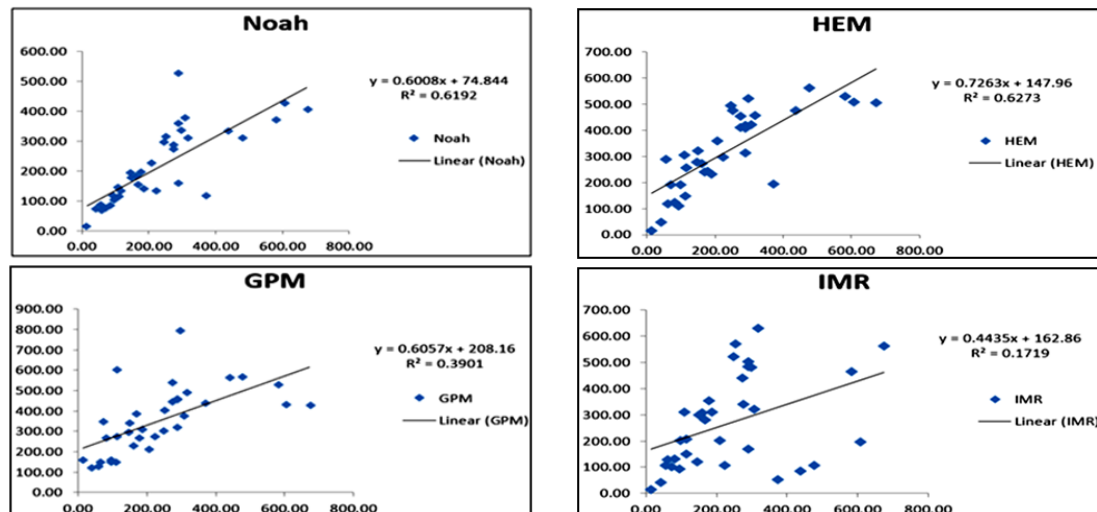 Noah
600.00
500.00
400.00
300.00
200.00
100.00
0.00
0.00 200.00 400.00 600.00 800.00
y = 0.6008x + 74.844
R² = 0.6192
Noah
Linear (Noah)
HEM
700.00
600.00
500.00
400.00
300.00
200.00
100.00
0.00
0.00 200.00 400.00 600.00 800.00
y = 0.7263x + 147.96
R² = 0.6273
HEM
Linear (HEM)
GPM
900.00
800.00
700.00
600.00
500.00
400.00
300.00
200.00
100.00
0.00
0.00 200.00 400.00 600.00 800.00
y = 0.6057x + 208.16
R² = 0.3901
GPM
Linear (GPM)
IMR
700.00
600.00
500.00
400.00
300.00
200.00
100.00
0.00
0.00 200.00 400.00 600.00 800.00
y = 0.4435x + 162.86
R² = 0.1719
IMR
Linear (IMR)